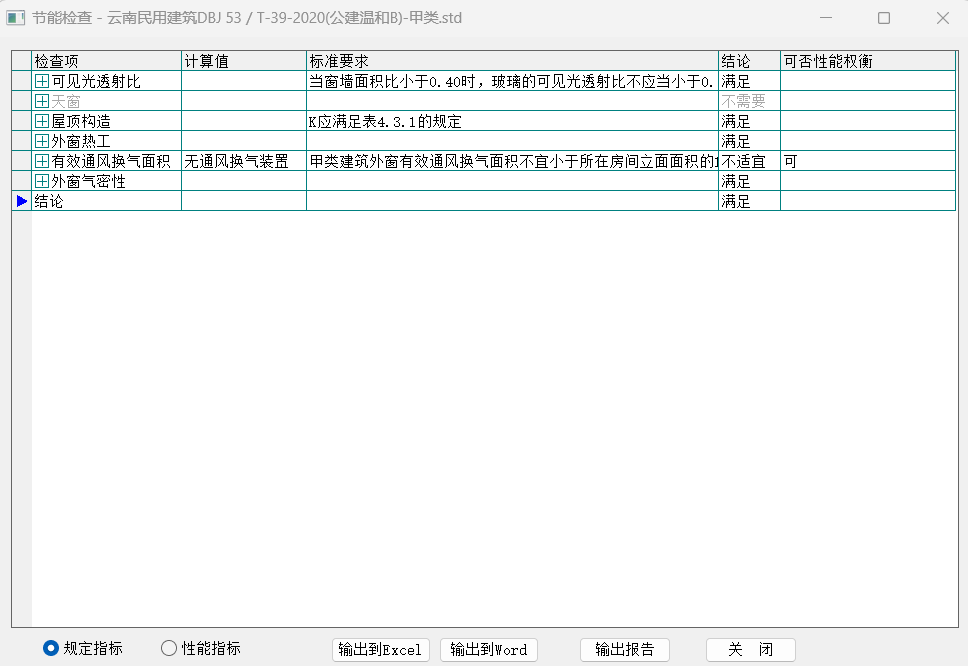 节能检查 - 云南民用建筑DBJ 53 / T-39-2020(公建温和B)-甲类.std
检查项 计算值 标准要求 结论 可否性能权衡
可见光透射比 当窗墙面积比小于0.40时，玻璃的可见光透射比不应当小于0. 满足
天窗 不需要
屋顶构造 K应满足表4.3.1的规定 满足
外窗热工 满足
有效通风换气面积 无通风换气装置 甲类建筑外窗有效通风换气面积不宜小于所在房间立面面积的 不适宜 可
外窗气密性 满足
结论 满足
规定指标 性能指标 输出到Excel 输出到Word 输出报告 关 闭